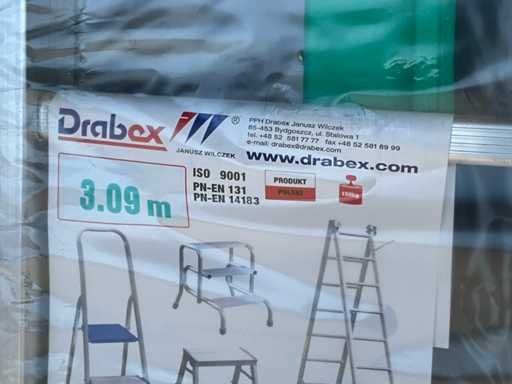 Drabex
JANUSZ WILCZEK
PPH Drabex Janusz Wilczek
85-453 Bydgoszcz, ul. Stalowa 1
tel. +48 52 581 77 77 fax +48 52 581 89 99
e-mail: drabex@drabex.com
www.drabex.com
3.09 m
ISO 9001
PN-EN 131
PN-EN 14183
PRODUKT
POLSKI
150kg